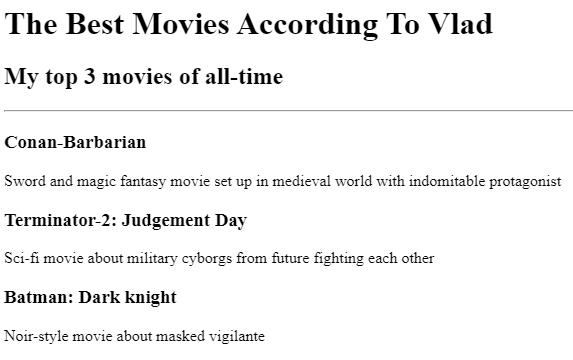 The Best Movies According To Vlad
My top 3 movies of all-time
Conan-Barbarian
Sword and magic fantasy movie set up in medieval world with indomitable protagonist
Terminator-2: Judgement Day
Sci-fi movie about military cyborgs from future fighting each other
Batman: Dark knight
Noir-style movie about masked vigilante